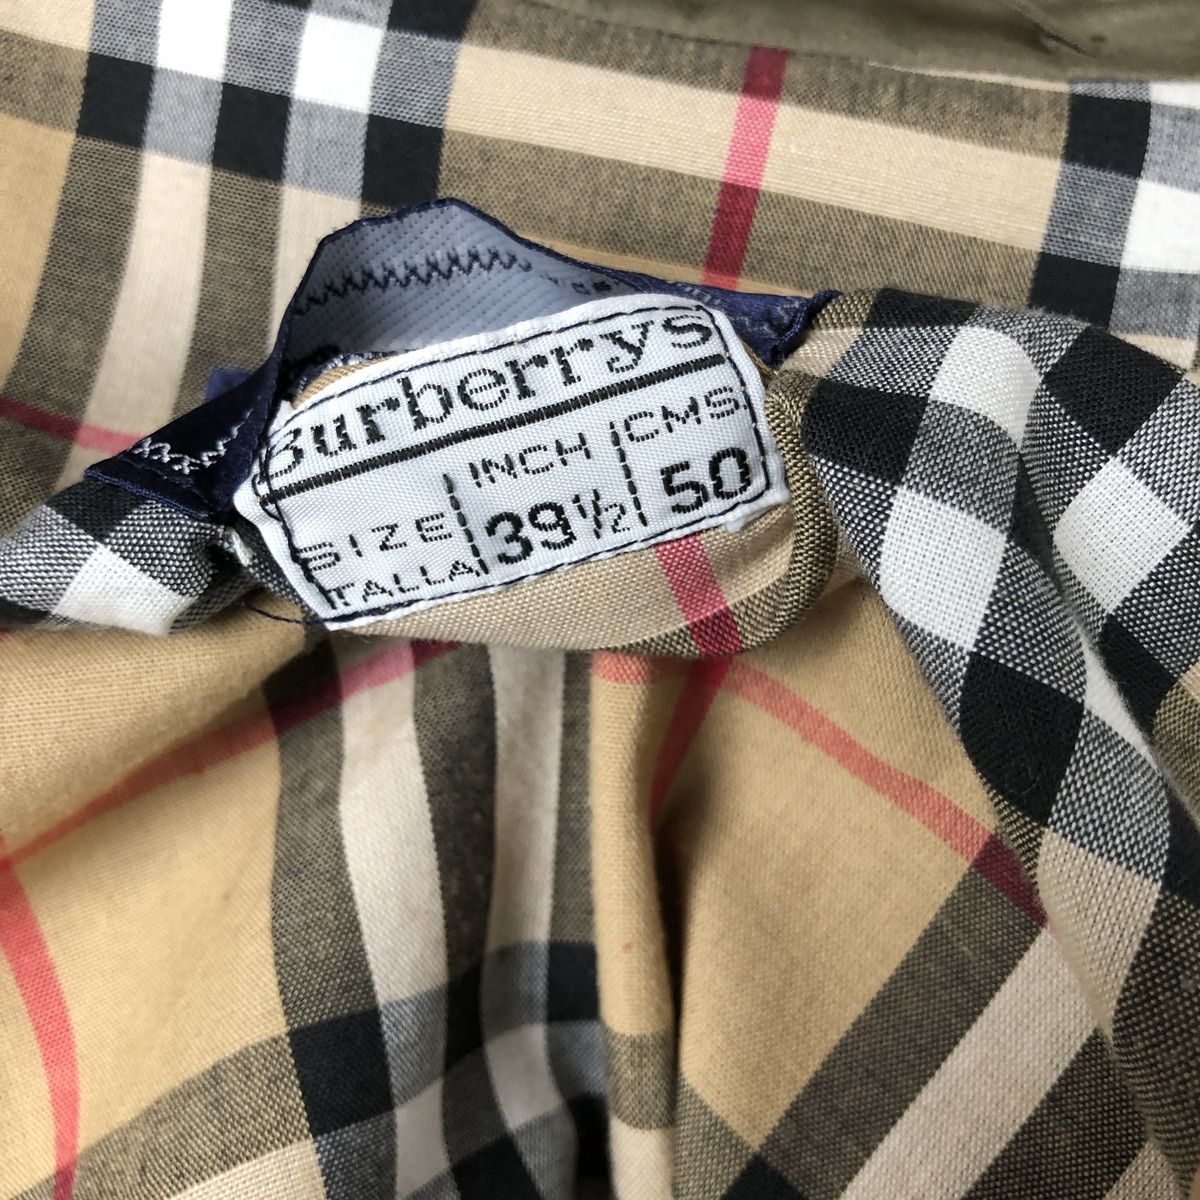 Burberrys
SIZE INCH CMS.
TALLA 39½ 50